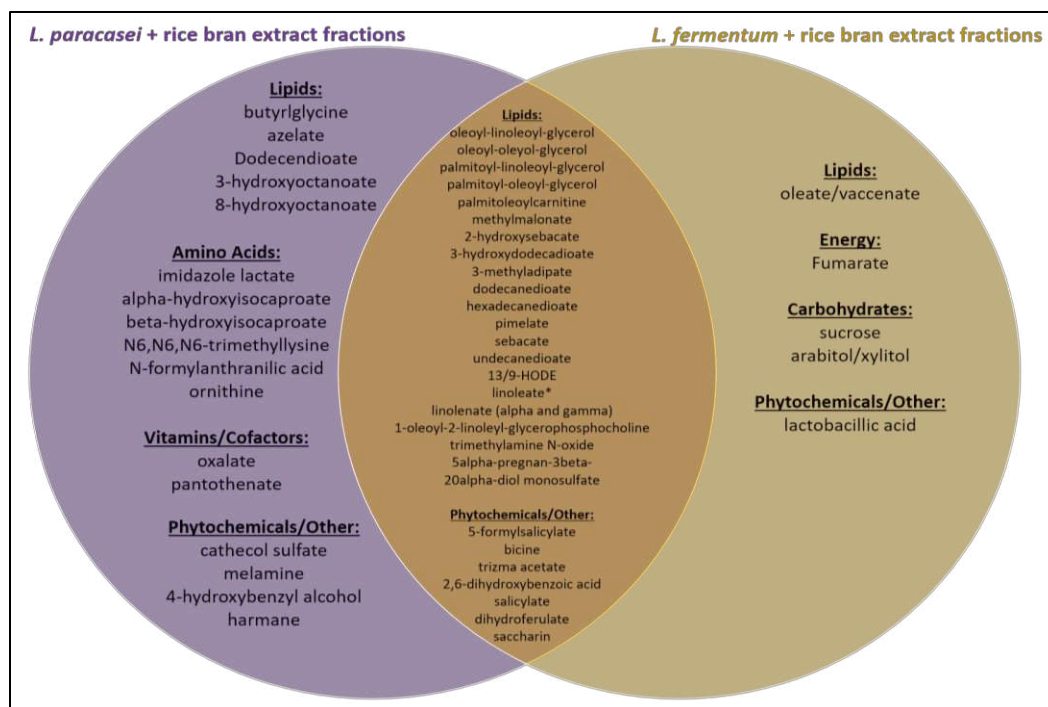 L. paracasei + rice bran extract fractions
L. fermentum + rice bran extract fractions
Lipids:
butyrlglycine
azelate
Dodecendioate
3-hydroxyoctanoate
8-hydroxyoctanoate
Amino Acids:
imidazole lactate
alpha-hydroxyisocaproate
beta-hydroxyisocaproate
N6,N6,N6-trimethyllysine
N-formylanthranilic acid
ornithine
Vitamins/Cofactors:
oxalate
pantothenate
Phytochemicals/Other:
cathecol sulfate
melamine
4-hydroxybenzyl alcohol
harmane
Lipids:
oleoyl-linoleoyl-glycerol
oleoyl-oleyol-glycerol
palmitoyl-linoleoyl-glycerol
palmitoyl-oleoyl-glycerol
palmitoleoylcarnitine
methylmalonate
2-hydroxysebacate
3-hydroxydodecadioate
3-methyladipate
dodecanedioate
hexadecanedioate
pimelate
sebacate
undecanedioate
13/9-HODE
linoleate*
linolenate (alpha and gamma)
1-oleoyl-2-linoleyl-glycerophosphocholine
trimethylamine N-oxide
5alpha-pregnan-3beta-
20alpha-diol monosulfate
Phytochemicals/Other:
5-formylsalicylate
bicine
trizma acetate
2,6-dihydroxybenzoic acid
salicylate
dihydroferulate
saccharin
Lipids:
oleate/vaccenate
Energy:
Fumarate
Carbohydrates:
sucrose
arabitol/xylitol
Phytochemicals/Other:
lactobacillic acid